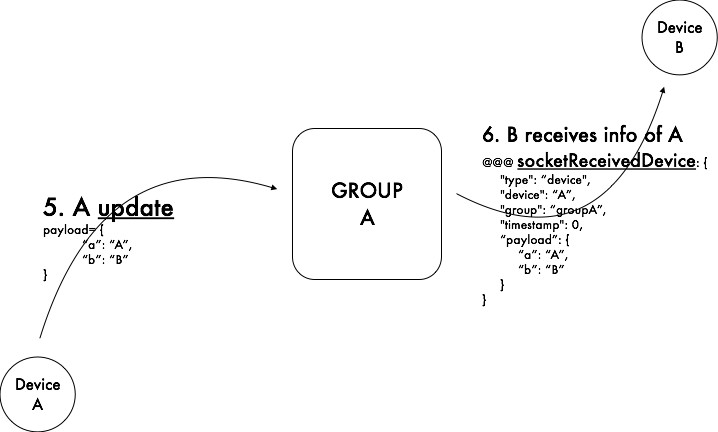 Device
B
6. B receives info of A
@@@ socketReceivedDevice: {
"type": “device”,
"device": “A”,
"group": “groupA”,
"timestamp": 0,
“payload”: {
“a”: “A”,
“b”: “B”
}
}
GROUP
A
5. A update
payload= {
“a”: “A”,
“b”: “B”
}
Device
A